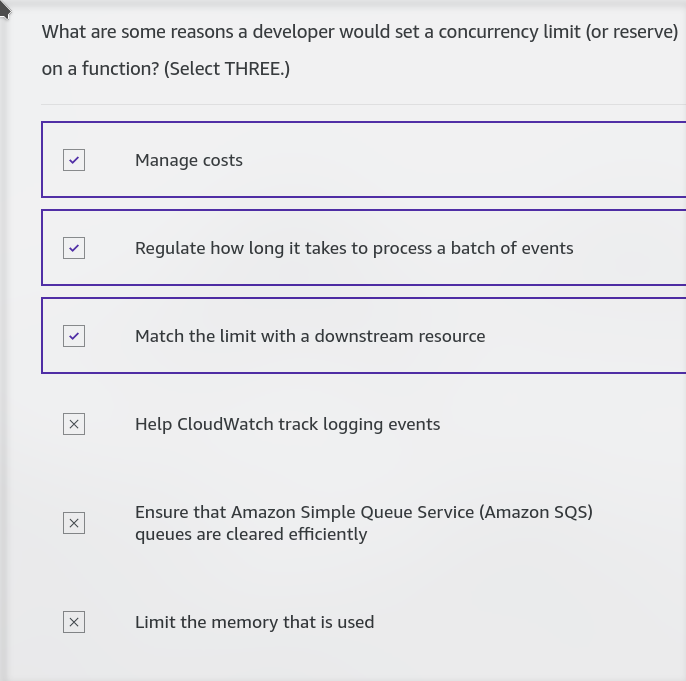 What are some reasons a developer would set a concurrency limit (or reserve)
on a function? (Select THREE.)
Manage costs
Regulate how long it takes to process a batch of events
Match the limit with a downstream resource
Help CloudWatch track logging events
Ensure that Amazon Simple Queue Service (Amazon SQS)
queues are cleared efficiently
Limit the memory that is used